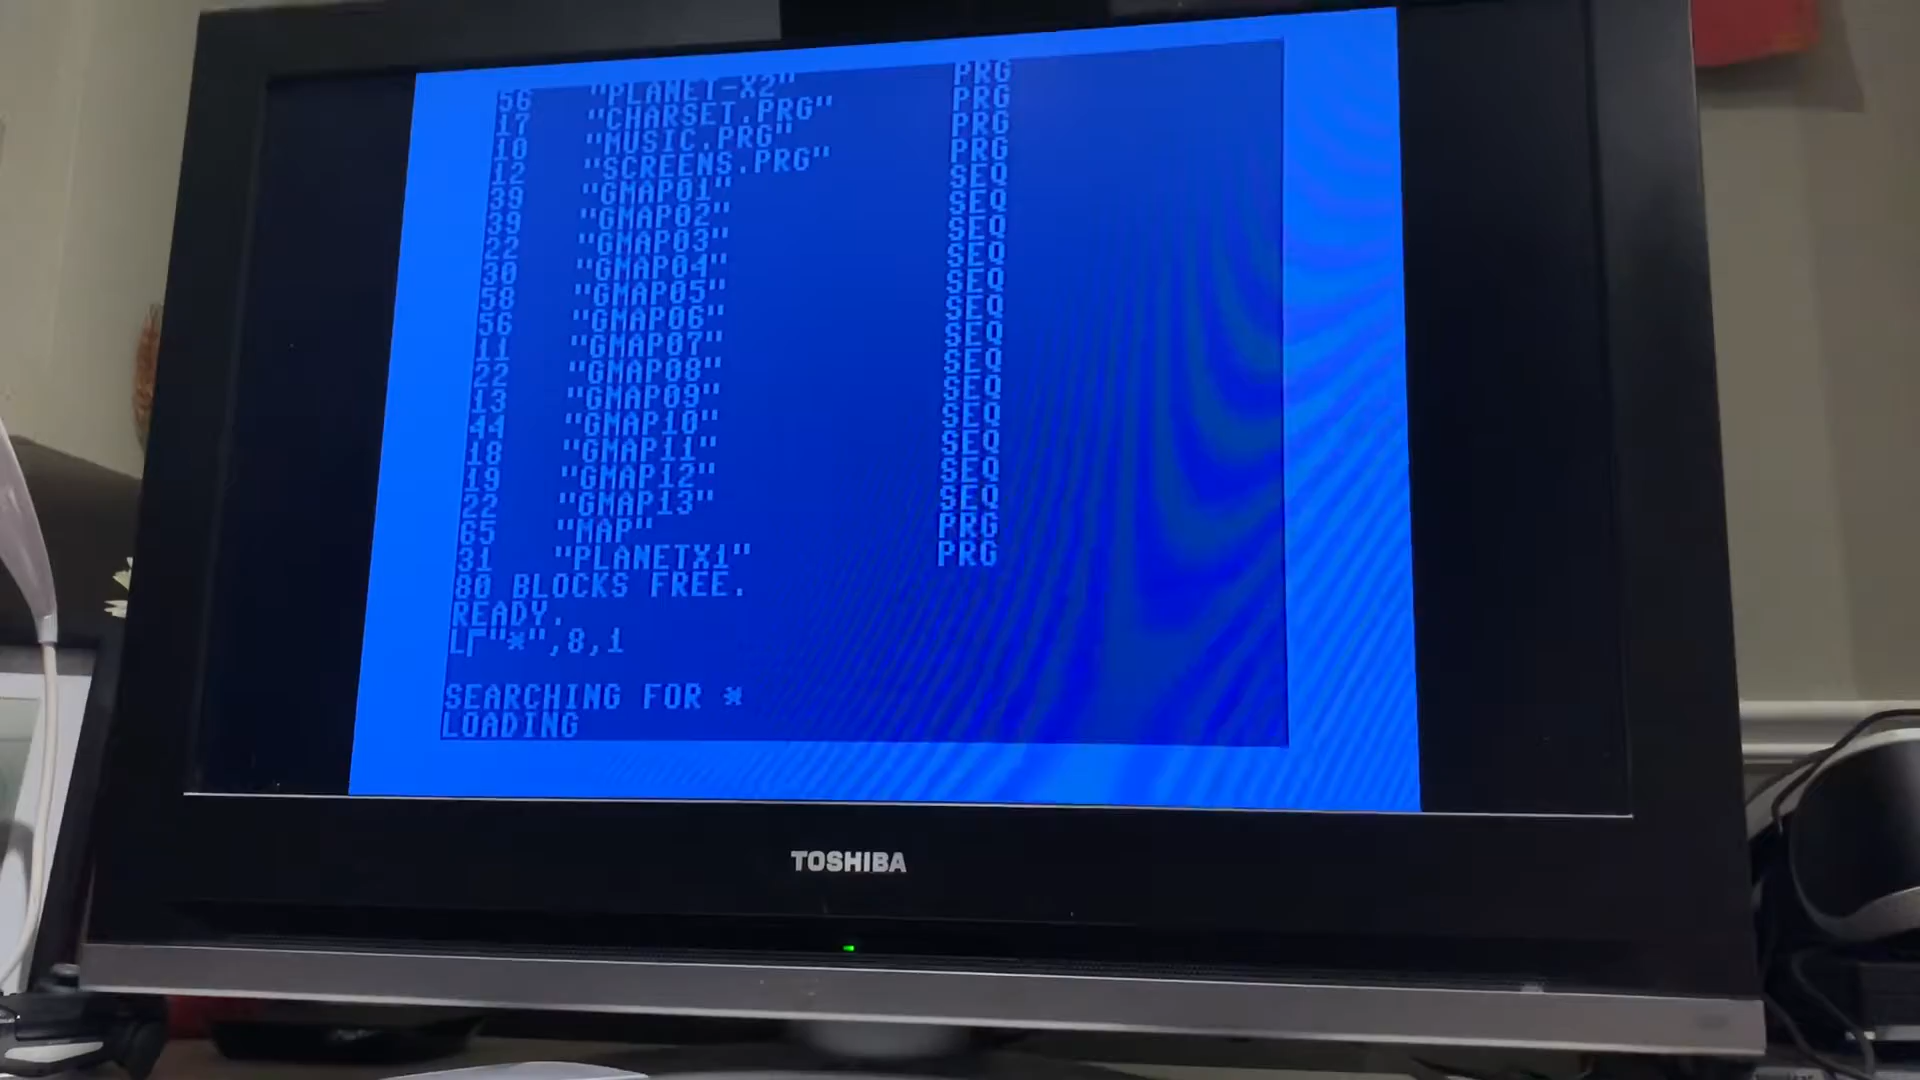 56 "PLANET-X2" PRG
17 "CHARSET.PRG" PRG
10 "MUSIC.PRG" PRG
12 "SCREENS.PRG" PRG
39 "GMAP01" SEQ
39 "GMAP02" SEQ
22 "GMAP03" SEQ
30 "GMAP04" SEQ
58 "GMAP05" SEQ
56 "GMAP06" SEQ
11 "GMAP07" SEQ
22 "GMAP08" SEQ
13 "GMAP09" SEQ
44 "GMAP10" SEQ
18 "GMAP11" SEQ
19 "GMAP12" SEQ
22 "GMAP13" SEQ
65 "MAP" PRG
31 "PLANETX1" PRG
80 BLOCKS FREE.
READY.
L┌"*",8,1
SEARCHING FOR *
LOADING
TOSHIBA